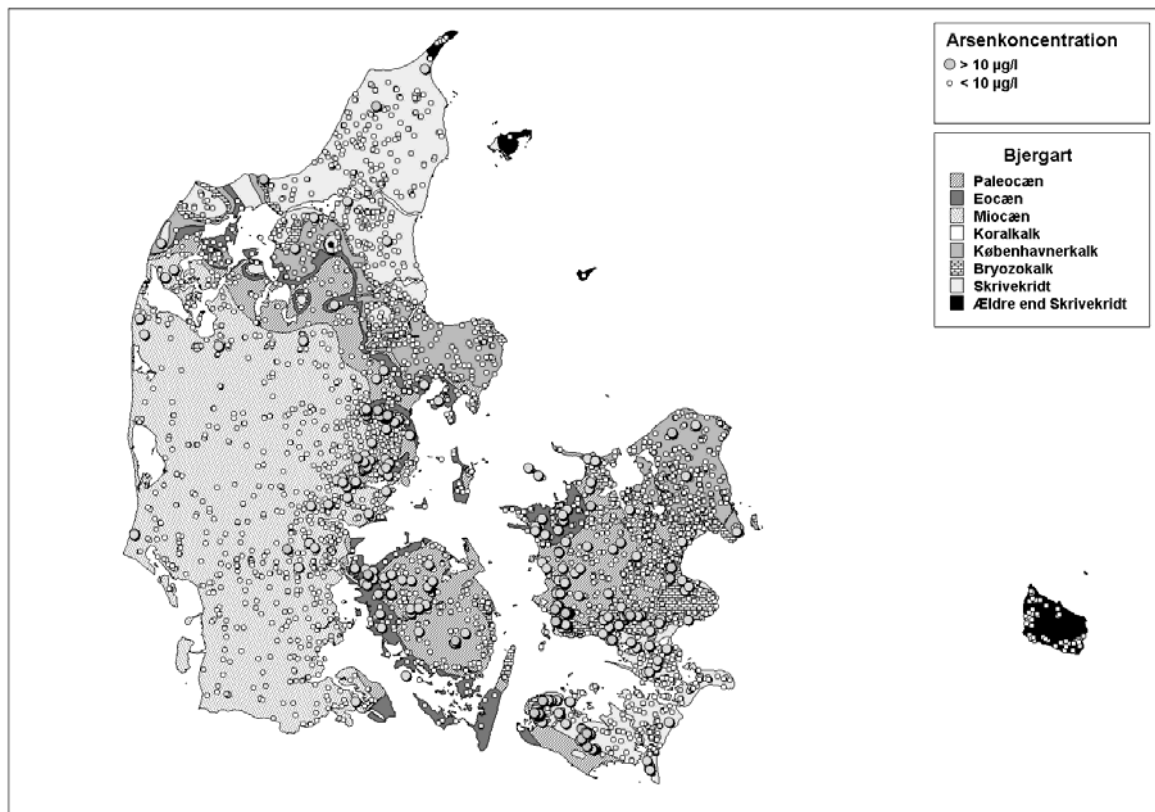 Arsenkoncentration
> 10 µg/l
< 10 µg/l
Bjergart
Paleocæn
Eocæn
Miocæn
Koralkalk
Københavnerkalk
Bryozokalk
Skrivekridt
Ældre end Skrivekridt